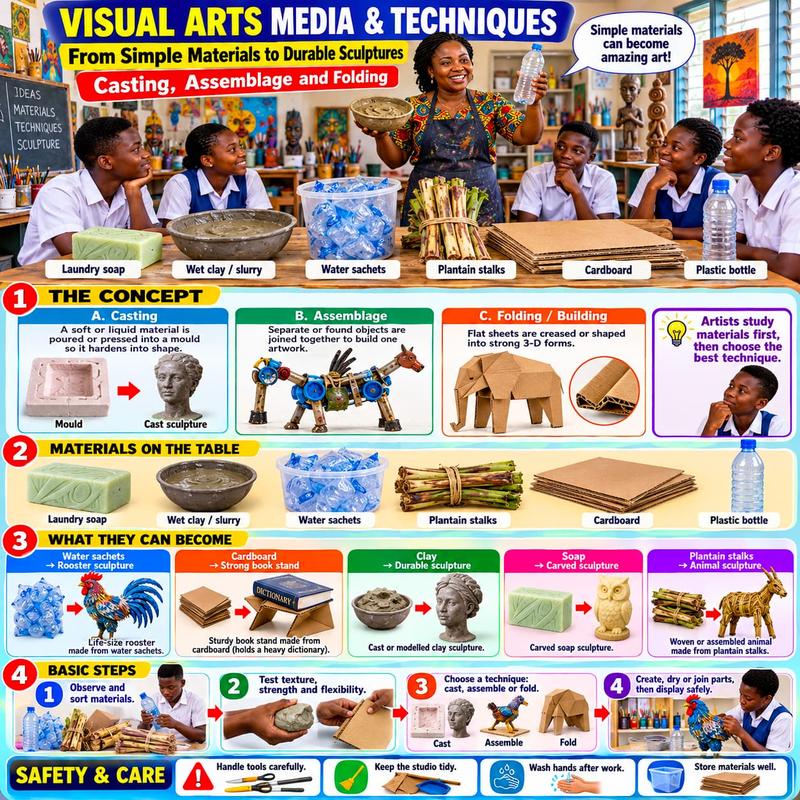 VISUAL ARTS MEDIA & TECHNIQUES
From Simple Materials to Durable Sculptures
Casting, Assemblage and Folding
Simple materials
can become
amazing art!
IDEAS
MATERIALS
TECHNIQUES
SCULPTURE
Laundry soap
Wet clay / slurry
Water sachets
Plantain stalks
Cardboard
Plastic bottle
1 THE CONCEPT
A. Casting
A soft or liquid material is
poured or pressed into a mould
so it hardens into shape.
Mould
Cast sculpture
B. Assemblage
Separate or found objects are
joined together to build one
artwork.
C. Folding / Building
Flat sheets are creased or shaped
into strong 3-D forms.
Artists study
materials first,
then choose the
best technique.
2 MATERIALS ON THE TABLE
Laundry soap
Wet clay / slurry
Water sachets
Plantain stalks
Cardboard
Plastic bottle
3 WHAT THEY CAN BECOME
Water sachets
→ Rooster sculpture
Life-size rooster
made from water sachets.
Cardboard
→ Strong book stand
DICTIONARY
Sturdy book stand made from
cardboard (holds a heavy dictionary).
Clay
→ Durable sculpture
Cast or modelled clay sculpture.
Soap
→ Carved sculpture
Carved soap sculpture.
Plantain stalks
→ Animal sculpture
Woven or assembled animal
made from plantain stalks.
4 BASIC STEPS
1 Observe and
sort materials.
2 Test texture,
strength and flexibility.
3 Choose a technique:
cast, assemble or fold.
Cast
Assemble
Fold
4 Create, dry or join parts,
then display safely.
SAFETY & CARE
Handle tools carefully.
Keep the studio tidy.
Wash hands after work.
Store materials well.